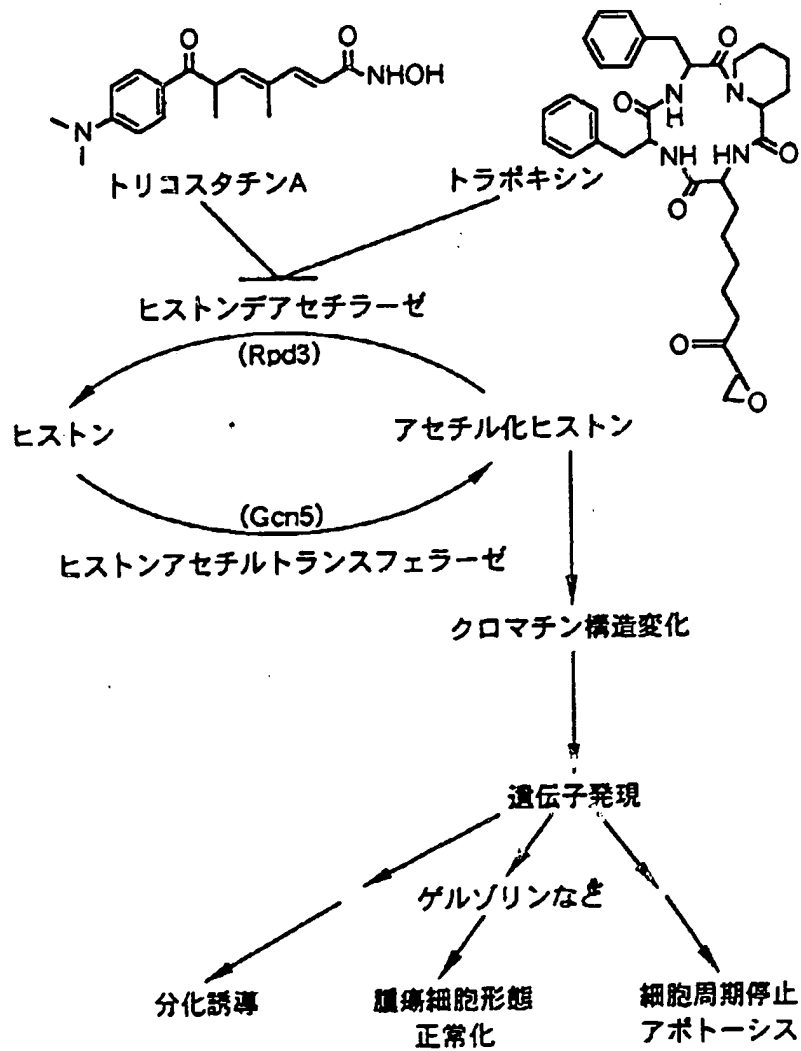 O
O
NHOH
N
トリコスタチンA
O
N
H
N
O
NH
HN
O
O
O
O
トラポキシン
ヒストンデアセチラーゼ
(Rpd3)
ヒストン
アセチル化ヒストン
(Gcn5)
ヒストンアセチルトランスフェラーゼ
クロマチン構造変化
遺伝子発現
ゲルゾリンなど
分化誘導
腫瘍細胞形態
正常化
細胞周期停止
アポトーシス